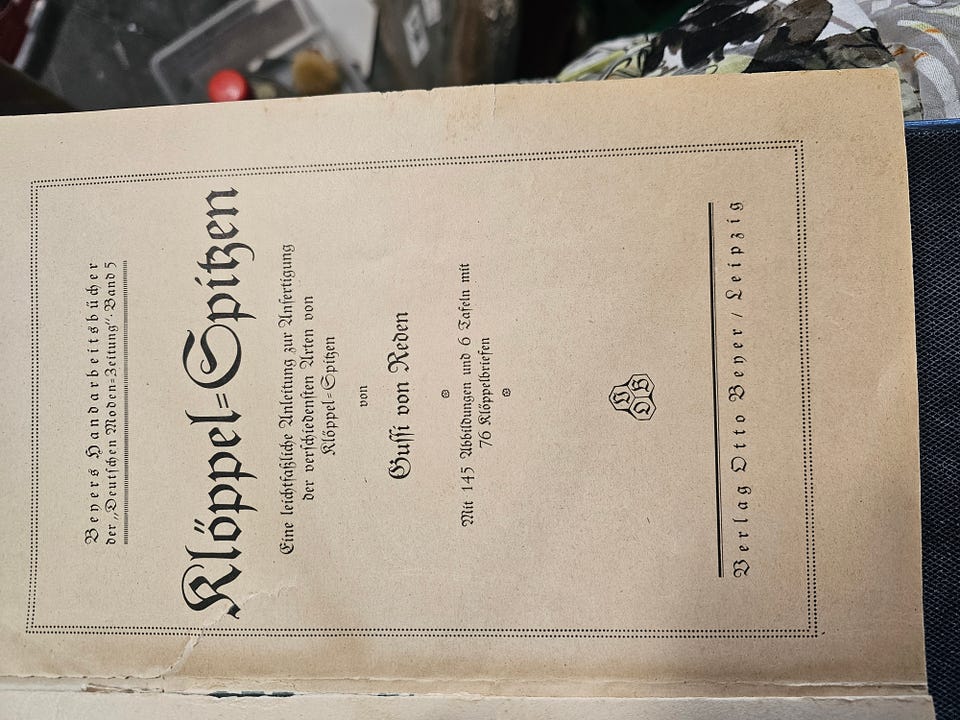 Beyers Handarbeitsbücher
der „Deutschen Moden=Zeitung“ · Band 5
Klöppel=Spitzen
Eine leichtfaßliche Anleitung zur Anfertigung
der verschiedensten Arten von
Klöppel=Spitzen
von
Gussi von Reden
Mit 145 Abbildungen und 6 Tafeln mit
76 Klöppelbriefen
Verlag Otto Beyer / Leipzig